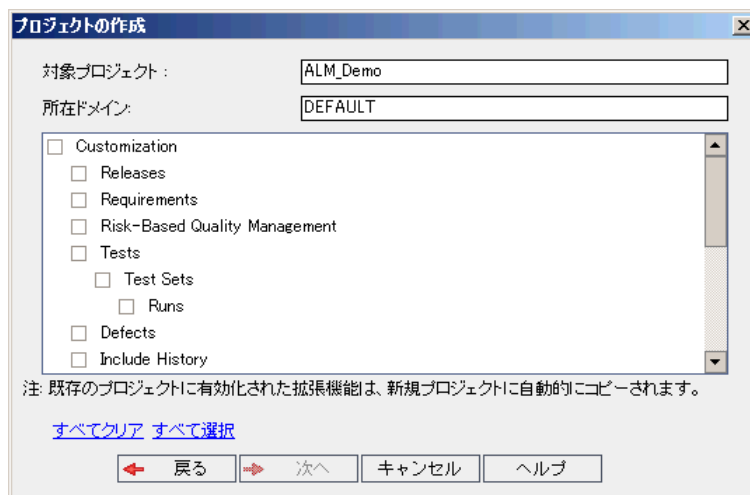 プロジェクトの作成
対象プロジェクト:
ALM_Demo
所在ドメイン:
DEFAULT
Customization
Releases
Requirements
Risk-Based Quality Management
Tests
Test Sets
Runs
Defects
Include History
注: 既存のプロジェクトに有効化された拡張機能は、新規プロジェクトに自動的にコピーされます。
すべてクリア すべて選択
戻る 次へ キャンセル ヘルプ